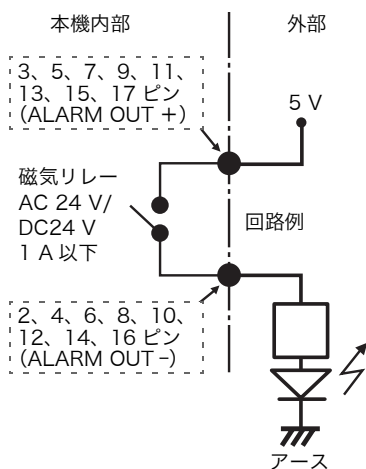 本機内部
外部
3、5、7、9、11、
13、15、17 ピン
（ALARM OUT +）
5 V
磁気リレー
AC 24 V/
DC24 V
1 A 以下
回路例
2、4、6、8、10、
12、14、16 ピン
（ALARM OUT −）
アース